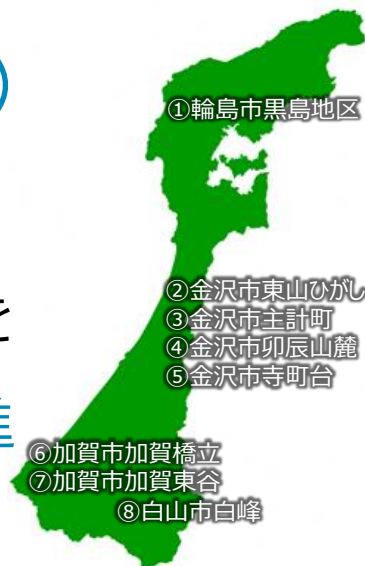 ①輪島市黒島地区
②金沢市東山ひがし
③金沢市主計町
④金沢市卯辰山麓
⑤金沢市寺町台
を
進
⑥加賀市加賀橋立
⑦加賀市加賀東谷
⑧白山市白峰